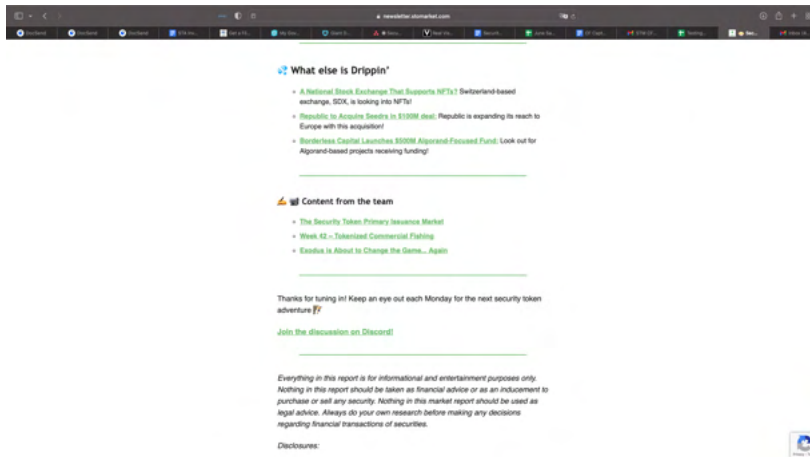 newsletter.stomarket.com
DocSend
DocSend
DocSend
What else is Drippin'
A National Stock Exchange That Supports NFTs? Switzerland-based
exchange, SDX, is looking into NFTs!
Republic to Acquire Seedrs in $100M deal: Republic is expanding its reach to
Europe with this acquisition!
Borderless Capital Launches $500M Algorand-Focused Fund: Look out for
Algorand-based projects receiving funding!
Content from the team
The Security Token Primary Issuance Market
Week 42 – Tokenized Commercial Fishing
Exodus is About to Change the Game... Again
Thanks for tuning in! Keep an eye out each Monday for the next security token
adventure
Join the discussion on Discord!
Everything in this report is for informational and entertainment purposes only.
Nothing in this report should be taken as financial advice or as an inducement to
purchase or sell any security. Nothing in this market report should be used as
legal advice. Always do your own research before making any decisions
regarding financial transactions of securities.
Disclosures: